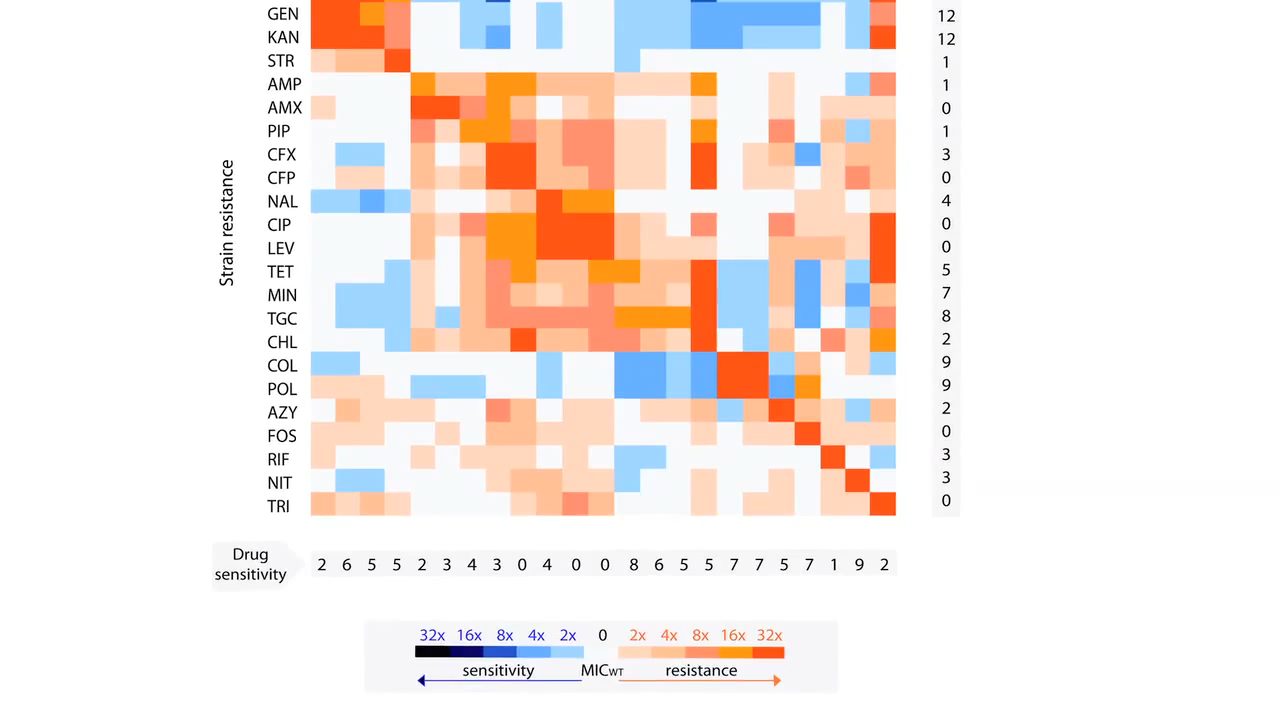 GEN 12
KAN 12
STR 1
AMP 1
AMX 0
PIP 1
CFX 3
CFP 0
NAL 4
CIP 0
LEV 0
TET 5
MIN 7
TGC 8
CHL 2
COL 9
POL 9
AZY 2
FOS 0
RIF 3
NIT 3
TRI 0
Strain resistance
Drug
sensitivity
2 6 5 5 2 3 4 3 0 4 0 0 8 6 5 5 7 7 5 7 1 9 2
32x 16x 8x 4x 2x 0 2x 4x 8x 16x 32x
sensitivity MICWT resistance